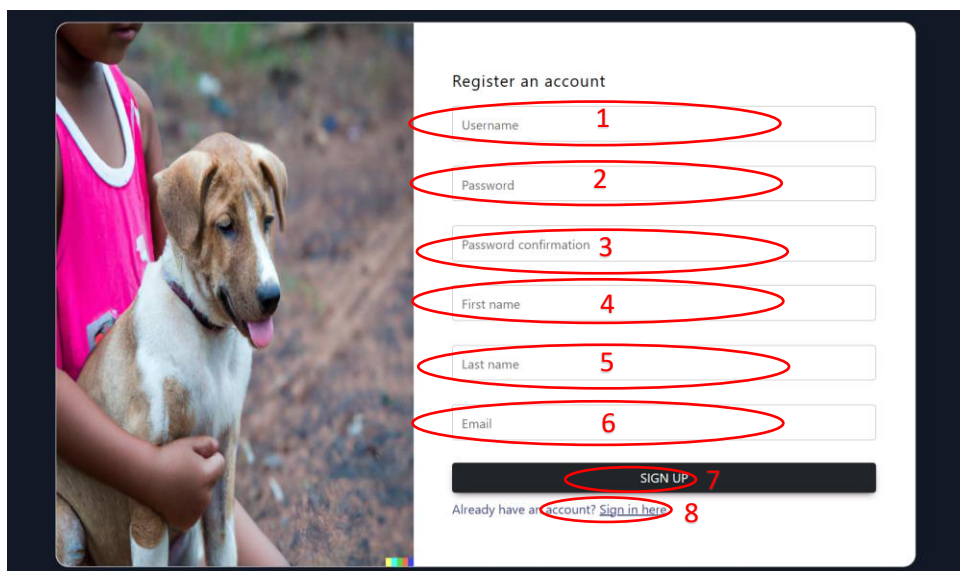 Register an account
Username 1
Password 2
Password confirmation 3
First name 4
Last name 5
Email 6
SIGN UP 7
Already have an account? Sign in here 8